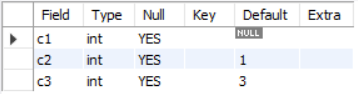 Field Type Null Key Default Extra
c1 int YES NULL
c2 int YES 1
c3 int YES 3